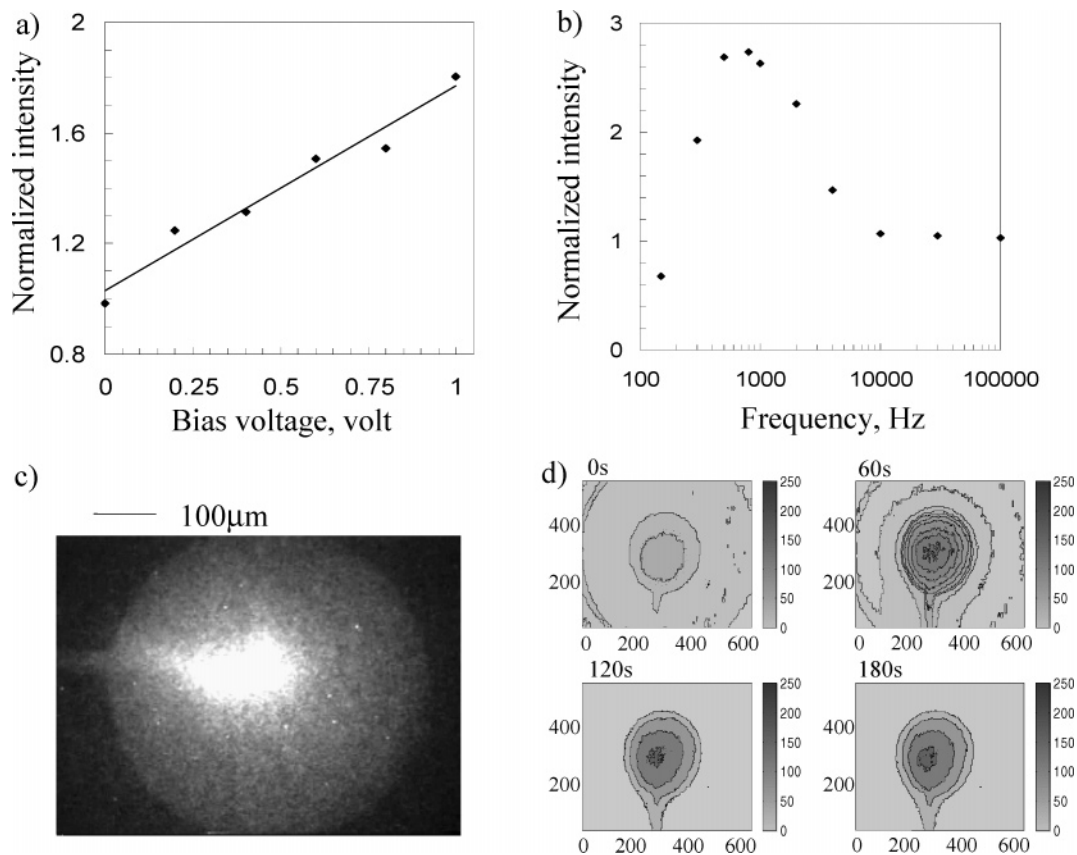 a)
2
1.6
1.2
0.8
Normalized intensity
0 0.25 0.5 0.75 1
Bias voltage, volt
b)
3
2
1
0
Normalized intensity
100 1000 10000 100000
Frequency, Hz
c)
100μm
d)
0s
400
200
0 200 400 600
250
200
150
100
50
0
60s
400
200
0 200 400 600
250
200
150
100
50
0
120s
400
200
0 200 400 600
250
200
150
100
50
0
180s
400
200
0 200 400 600
250
200
150
100
50
0